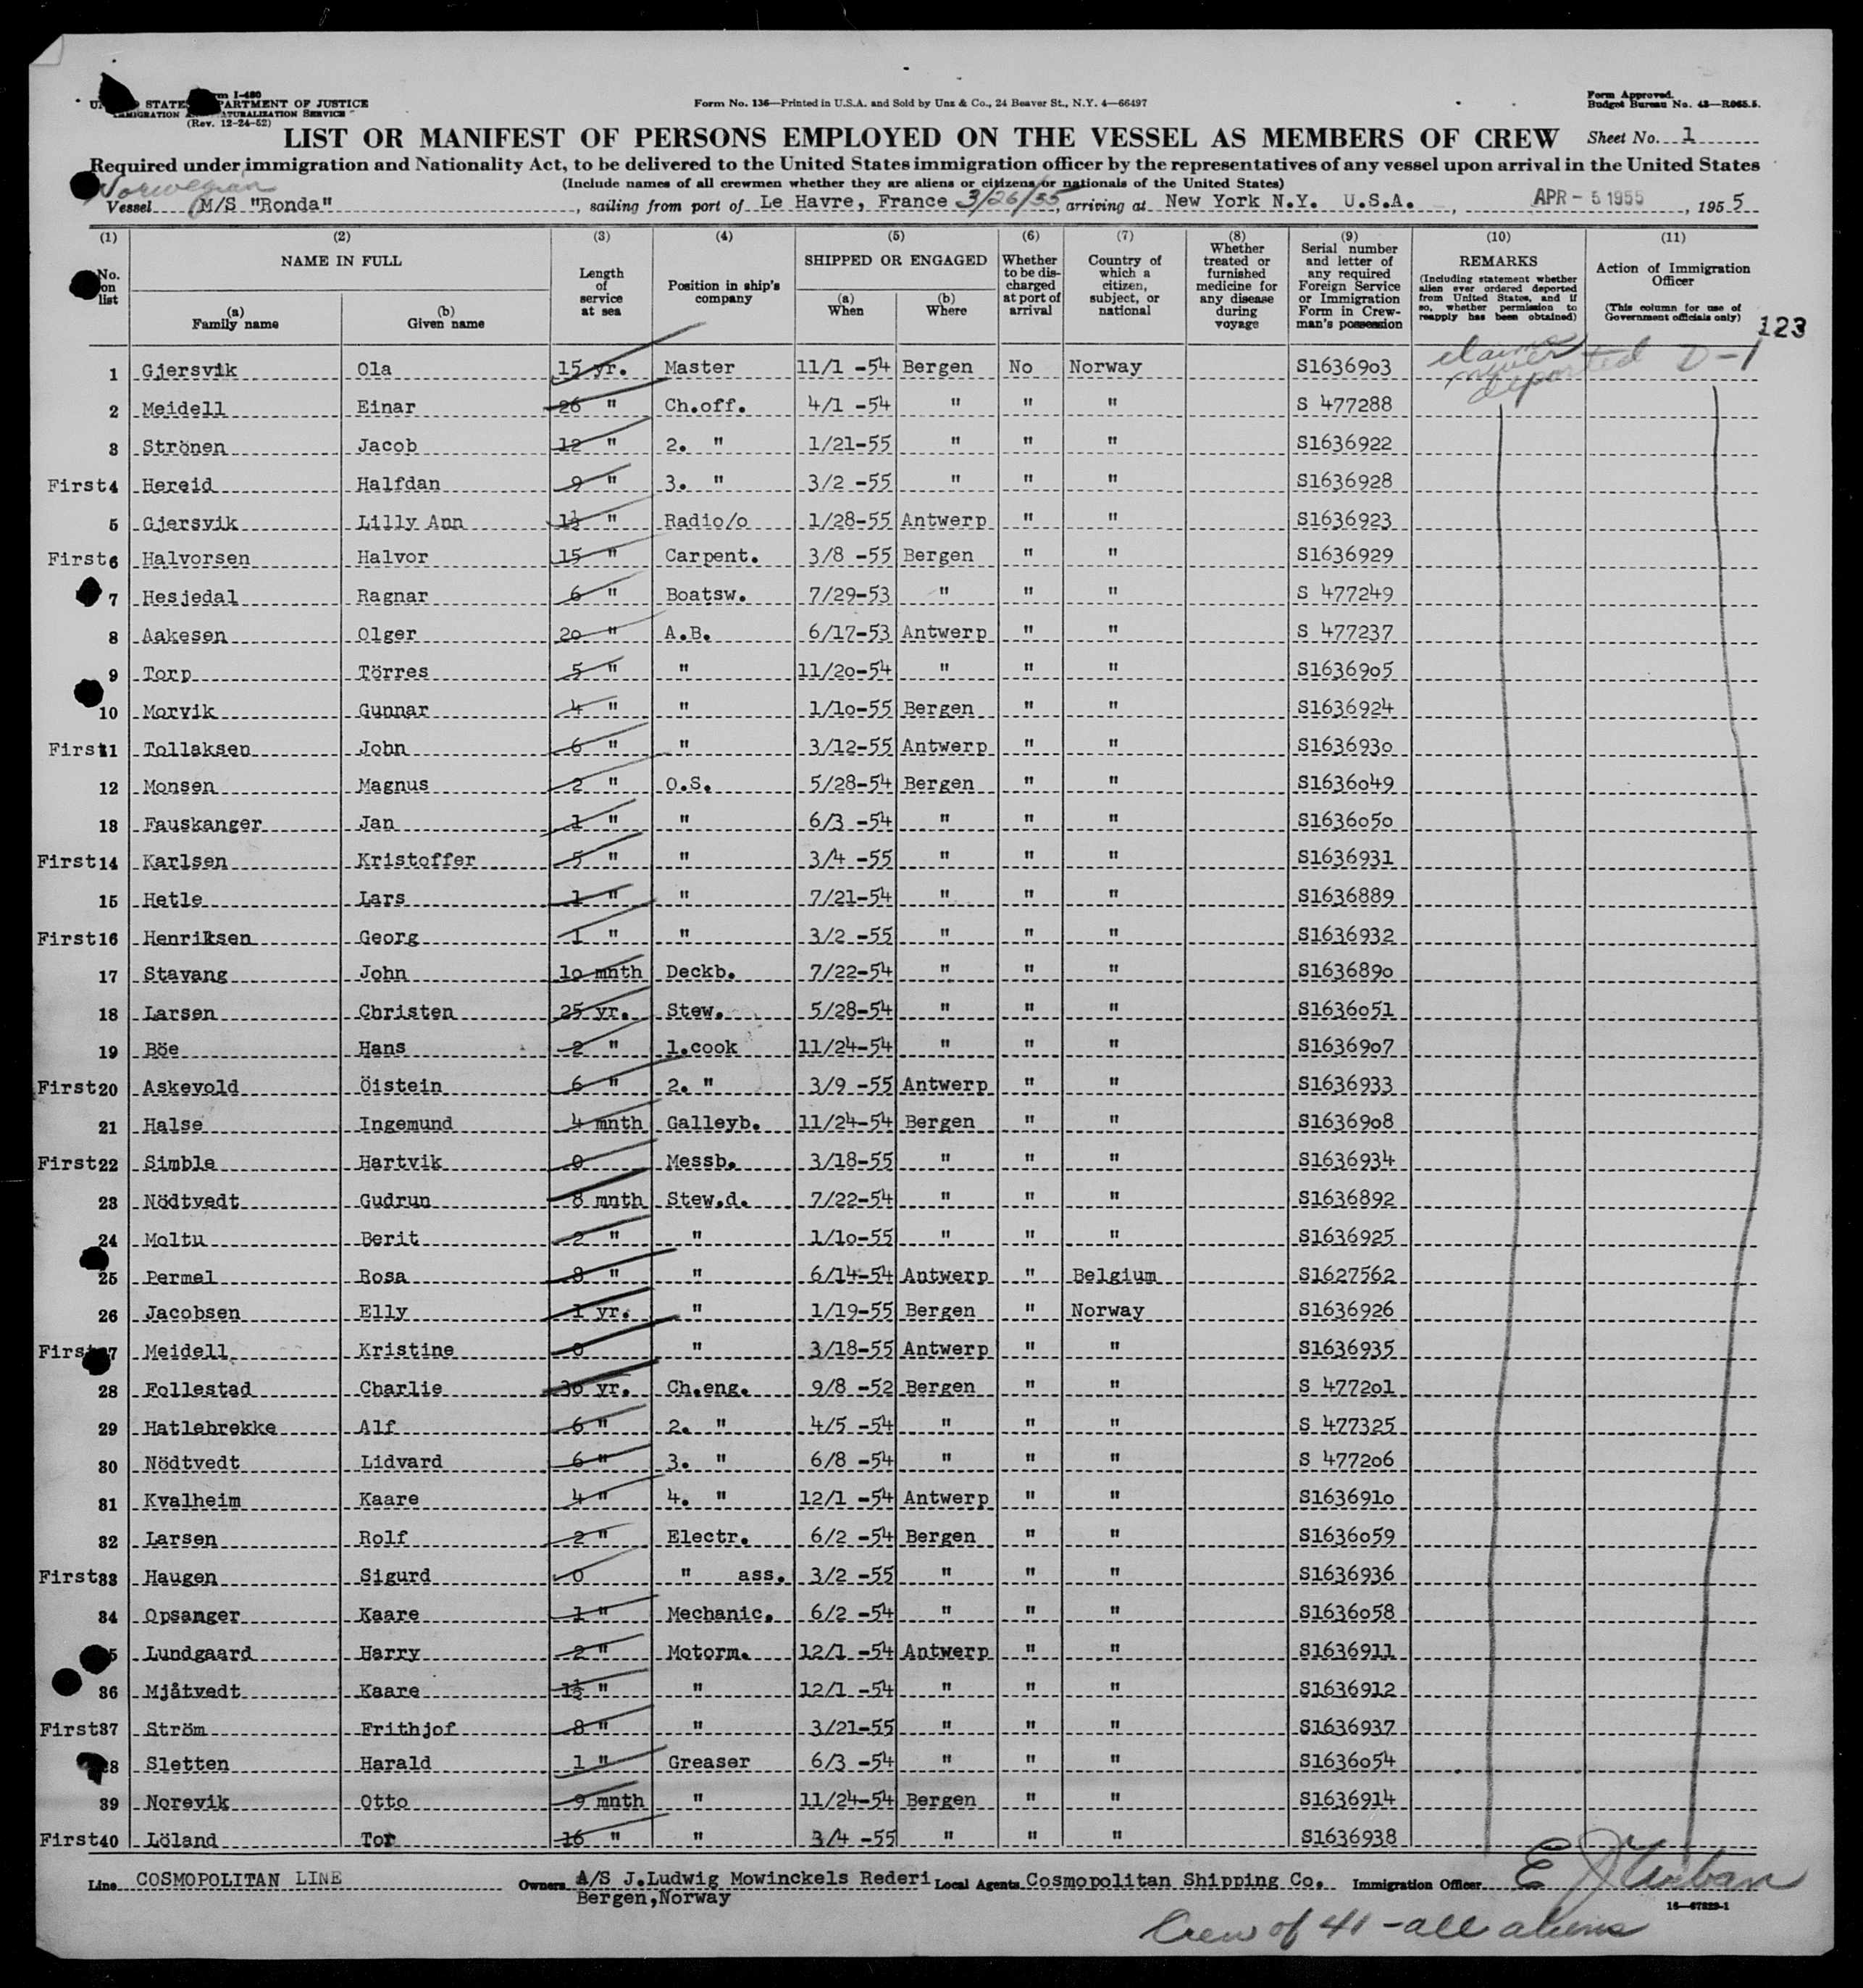 Form I-480
UNITED STATES DEPARTMENT OF JUSTICE
IMMIGRATION AND NATURALIZATION SERVICE
(Rev. 12-24-52)
Form No. 136—Printed in U.S.A. and Sold by Unz & Co., 24 Beaver St., N.Y. 4—66497
Form Approved.
Budget Bureau No. 43—R065.5.
LIST OR MANIFEST OF PERSONS EMPLOYED ON THE VESSEL AS MEMBERS OF CREW
Sheet No. 1
Required under immigration and Nationality Act, to be delivered to the United States immigration officer by the representatives of any vessel upon arrival in the United States
(Include names of all crewmen whether they are aliens or citizens or nationals of the United States)
Norwegian
Vessel M/S "Ronda", sailing from port of Le Havre, France 3/26/55, arriving at New York N.Y. U.S.A., APR - 5 1955, 1955
(1) (2) (3) (4) (5) (6) (7) (8) (9) (10) (11)
No. on list
NAME IN FULL
(a) Family name
(b) Given name
Length of service at sea
Position in ship's company
SHIPPED OR ENGAGED
(a) When
(b) Where
Whether to be discharged at port of arrival
Country of which a citizen, subject, or national
Whether treated or furnished medicine for any disease during voyage
Serial number and letter of any required Foreign Service or Immigration Form in Crewman's possession
REMARKS
(Including statement whether alien ever ordered deported from United States, and if so, whether permission to reapply has been obtained)
Action of Immigration Officer
(This column for use of Government officials only)
123
claims never deported D-1
1 Gjersvik Ola 15 yr. Master 11/1 -54 Bergen No Norway S1636903
2 Meidell Einar 26 " Ch.off. 4/1 -54 " " " S 477288
3 Strönen Jacob 12 " 2. " 1/21-55 " " " S1636922
First 4 Hereid Halfdan 9 " 3. " 3/2 -55 " " " S1636928
5 Gjersvik Lilly Ann 1½ " Radio/o 1/28-55 Antwerp " " S1636923
First 6 Halvorsen Halvor 15 " Carpent. 3/8 -55 Bergen " " S1636929
7 Hesjedal Ragnar 6 " Boatsw. 7/29-53 " " " S 477249
8 Aakesen Olger 20 " A.B. 6/17-53 Antwerp " " S 477237
9 Torp Törres 5 " " 11/20-54 " " " S1636905
10 Morvik Gunnar 4 " " 1/10-55 Bergen " " S1636924
First 11 Tollaksen John 6 " " 3/12-55 Antwerp " " S1636930
12 Monsen Magnus 2 " O.S. 5/28-54 Bergen " " S1636049
13 Fauskanger Jan 1 " " 6/3 -54 " " " S1636050
First 14 Karlsen Kristoffer 5 " " 3/4 -55 " " " S1636931
15 Hetle Lars 1 " " 7/21-54 " " " S1636889
First 16 Henriksen Georg 1 " " 3/2 -55 " " " S1636932
17 Stavang John 10 mnth Deckb. 7/22-54 " " " S1636890
18 Larsen Christen 25 yr. Stew. 5/28-54 " " " S1636051
19 Böe Hans 2 " 1.cook 11/24-54 " " " S1636907
First 20 Askevold Öistein 6 " 2. " 3/9 -55 Antwerp " " S1636933
21 Halse Ingemund 4 mnth Galleyb. 11/24-54 Bergen " " S1636908
First 22 Simble Hartvik 0 Messb. 3/18-55 " " " S1636934
23 Nödtvedt Gudrun 8 mnth Stew.d. 7/22-54 " " " S1636892
24 Moltu Berit 2 " " 1/10-55 " " " S1636925
25 Permal Rosa 8 " " 6/14-54 Antwerp " Belgium S1627562
26 Jacobsen Elly 1 yr. " 1/19-55 Bergen " Norway S1636926
First 27 Meidell Kristine 0 " 3/18-55 Antwerp " " S1636935
28 Follestad Charlie 30 yr. Ch.eng. 9/8 -52 Bergen " " S 477201
29 Hatlebrekke Alf 6 " 2. " 4/5 -54 " " " S 477325
30 Nödtvedt Lidvard 6 " 3. " 6/8 -54 " " " S 477206
31 Kvalheim Kaare 4 " 4. " 12/1 -54 Antwerp " " S1636910
32 Larsen Rolf 2 " Electr. 6/2 -54 Bergen " " S1636059
First 33 Haugen Sigurd 0 " ass. 3/2 -55 " " " S1636936
34 Opsanger Kaare 1 " Mechanic. 6/2 -54 " " " S1636058
35 Lundgaard Harry 2 " Motorm. 12/1 -54 Antwerp " " S1636911
36 Mjåtvedt Kaare 1½ " " 12/1 -54 " " " S1636912
First 37 Ström Frithjof 8 " " 3/21-55 " " " S1636937
38 Sletten Harald 1 " Greaser 6/3 -54 " " " S1636054
39 Norevik Otto 9 mnth " 11/24-54 Bergen " " S1636914
First 40 Löland Tor 16 " " 3/4 -55 " " " S1636938
Line COSMOPOLITAN LINE Owners A/S J.Ludwig Mowinckels Rederi Local Agents Cosmopolitan Shipping Co. Immigration Officer E J Urban
Bergen,Norway
16—67829-1
Crew of 41 - all aliens